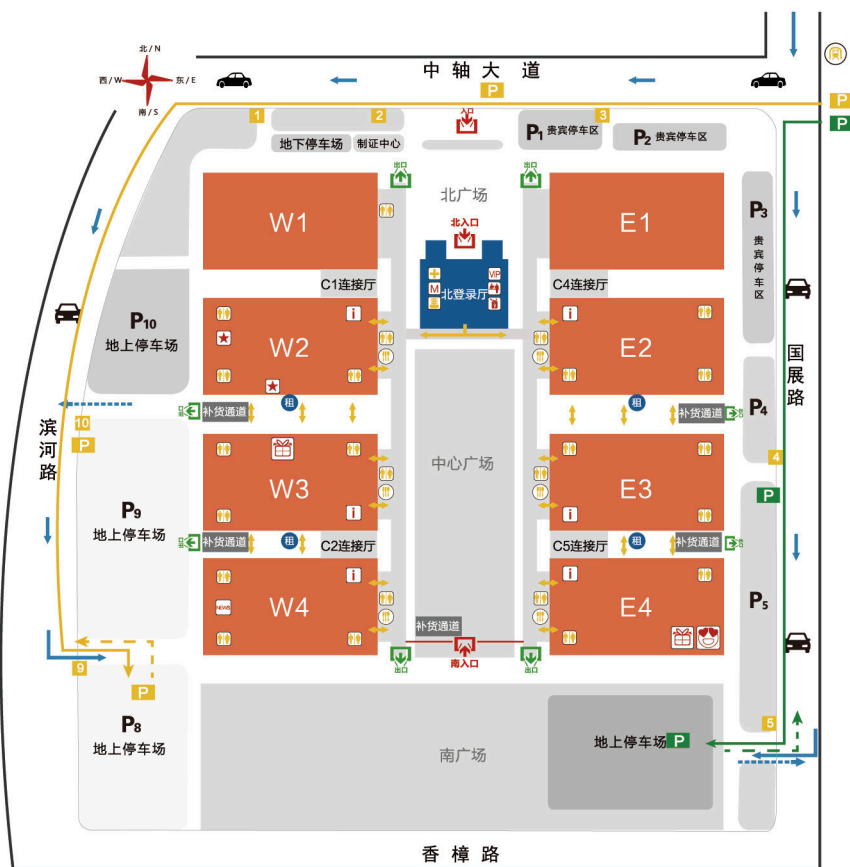 北/N
西/W
东/E
南/S
中轴大道
P
P
P
1
2
入口
3
地下停车场
制证中心
P1 贵宾停车区
P2 贵宾停车区
出口
出口
北广场
W1
E1
P3
贵宾停车区
北入口
C1连接厅
C4连接厅
VIP
M
北登录厅
P10
地上停车场
i
i
W2
E2
国展路
租
租
出口
补货通道
补货通道
出口
P4
10
P
滨河路
中心广场
W3
E3
4
P
P9
地上停车场
i
i
出口
补货通道
租
C2连接厅
C5连接厅
租
补货通道
出口
i
i
W4
E4
NEWS
P5
补货通道
南入口
出口
出口
9
P
P8
地上停车场
5
南广场
地上停车场
P
香樟路